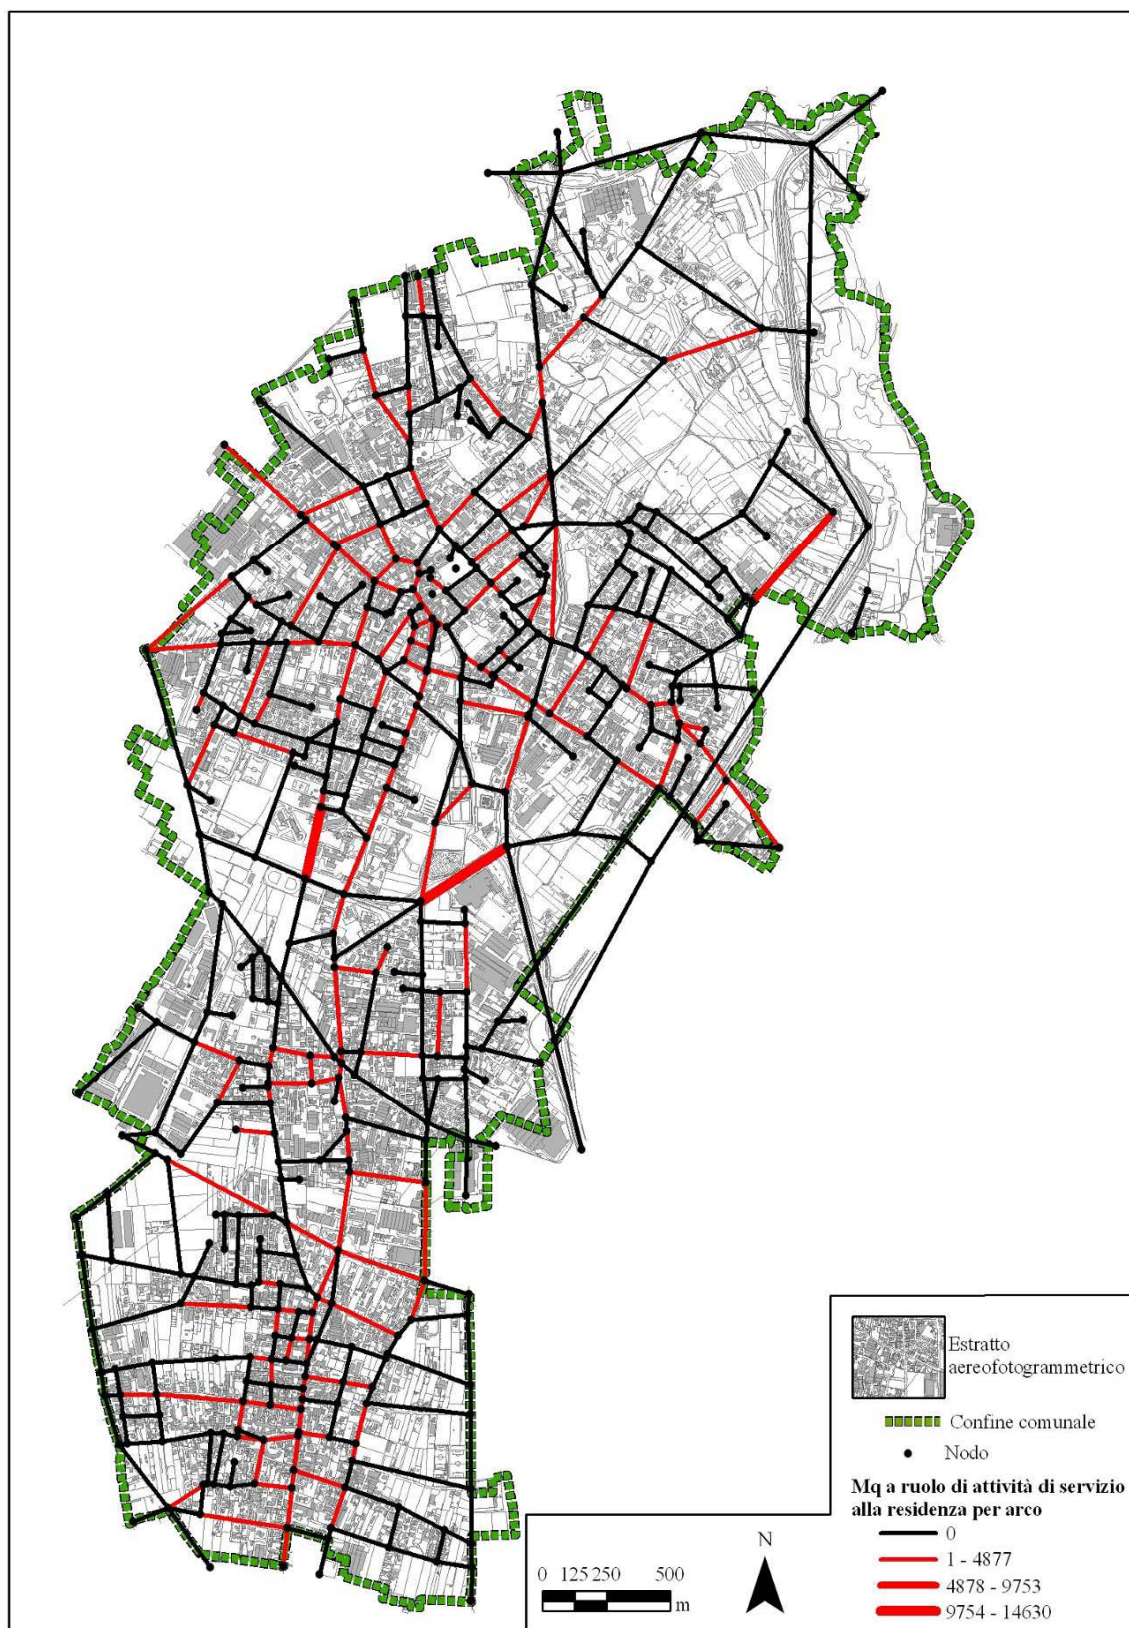 Estratto
aereofotogrammetrico
Confine comunale
Nodo
Mq a ruolo di attività di servizio
alla residenza per arco
0
1 - 4877
4878 - 9753
9754 - 14630
N
0 125 250 500
m